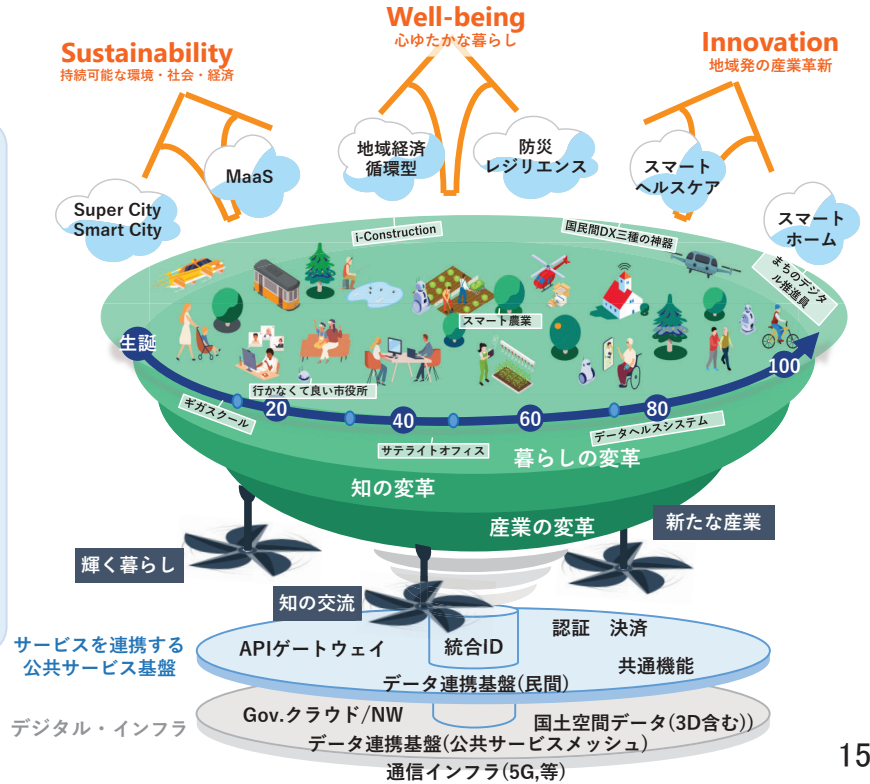 Well-being
心ゆたかな暮らし
Sustainability
持続可能な環境・社会・経済
Innovation
地域発の産業革新
Super City
Smart City
MaaS
地域経済
循環型
防災
レジリエンス
スマート
ヘルスケア
スマート
ホーム
i-Construction
国民間DX三種の神器
まちのデジタ
ル推進員
スマート農業
行かなくて良い市役所
生誕
20
40
60
80
100
ギガスクール
サテライトオフィス
データヘルスシステム
暮らしの変革
知の変革
産業の変革
輝く暮らし
知の交流
新たな産業
サービスを連携する
公共サービス基盤
APIゲートウェイ
統合ID
認証 決済
共通機能
データ連携基盤(民間)
デジタル・インフラ
Gov.クラウド/NW
国土空間データ(3D含む))
データ連携基盤(公共サービスメッシュ)
通信インフラ(5G,等)
15